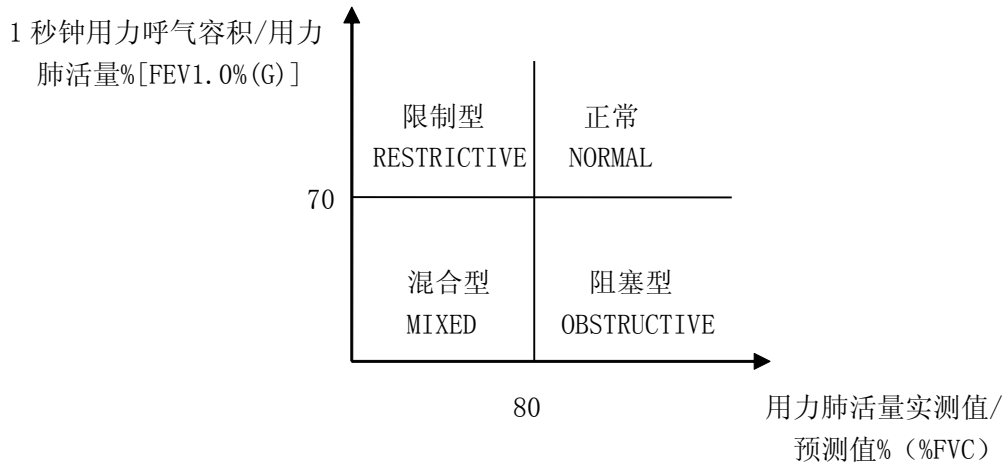 1 秒钟用力呼气容积/用力
肺活量%[FEV1.0%(G)]
限制型
RESTRICTIVE
正常
NORMAL
70
混合型
MIXED
阻塞型
OBSTRUCTIVE
80
用力肺活量实测值/
预测值%（%FVC）